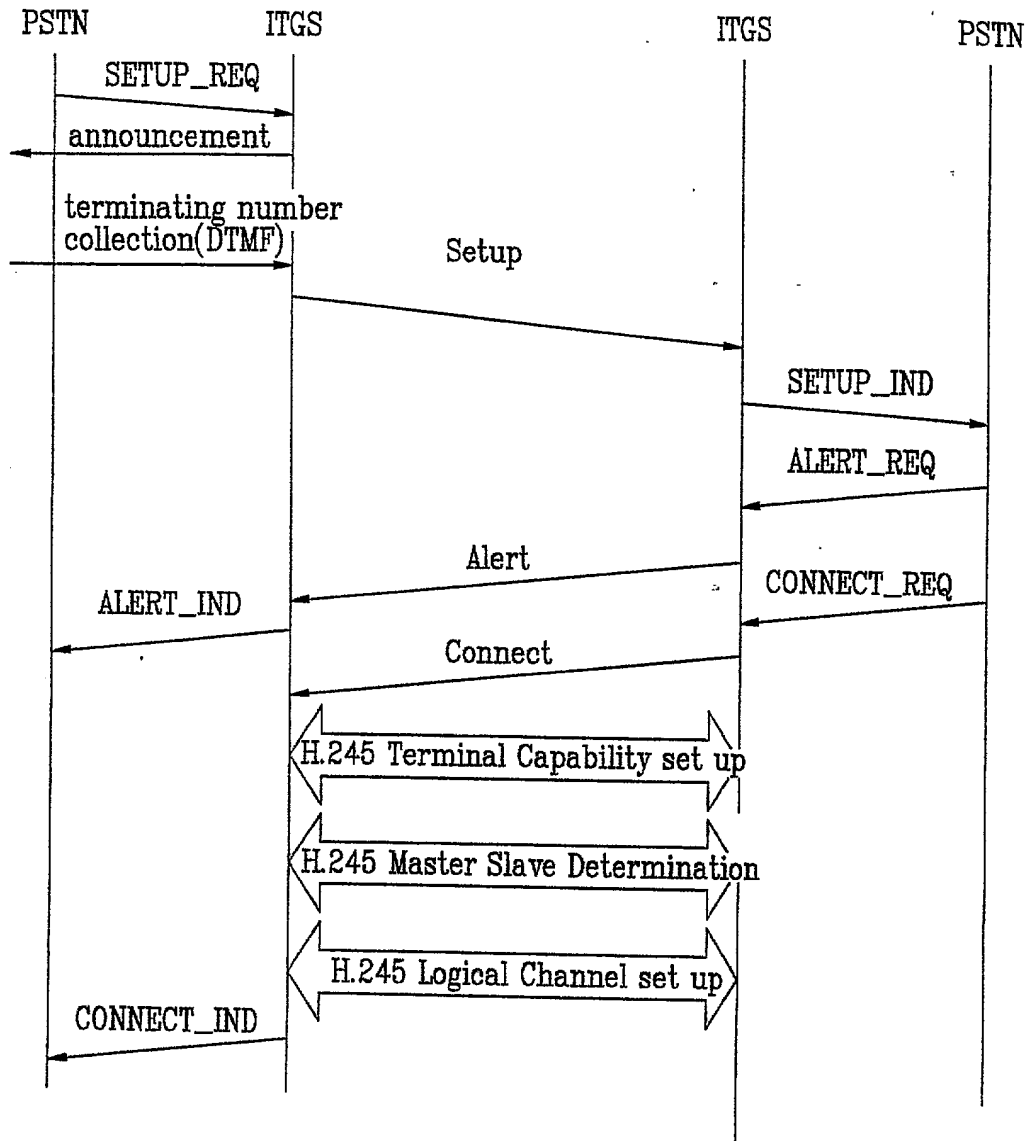 PSTN ITGS ITGS PSTN
SETUP_REQ
announcement
terminating number
collection(DTMF)
Setup
SETUP_IND
ALERT_REQ
Alert
CONNECT_REQ
ALERT_IND
Connect
H.245 Terminal Capability set up
H.245 Master Slave Determination
H.245 Logical Channel set up
CONNECT_IND